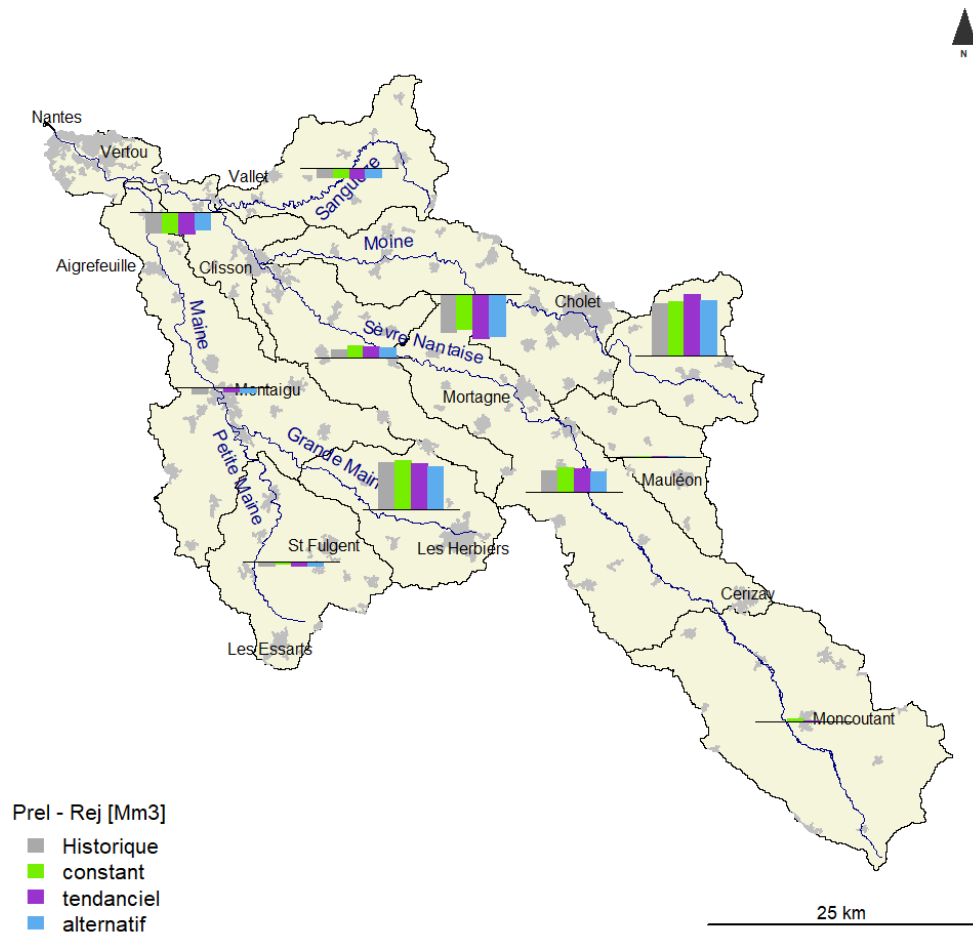 N
Nantes
Vertou
Vallet
Sanguèze
Moine
Aigrefeuille
Clisson
Cholet
Maine
Sèvre Nantaise
Montaigu
Mortagne
Petite Maine
Grande Maine
Mauléon
St Fulgent
Les Herbiers
Cerizay
Les Essarts
Moncoutant
Prel - Rej [Mm3]
Historique
constant
tendanciel
alternatif
25 km